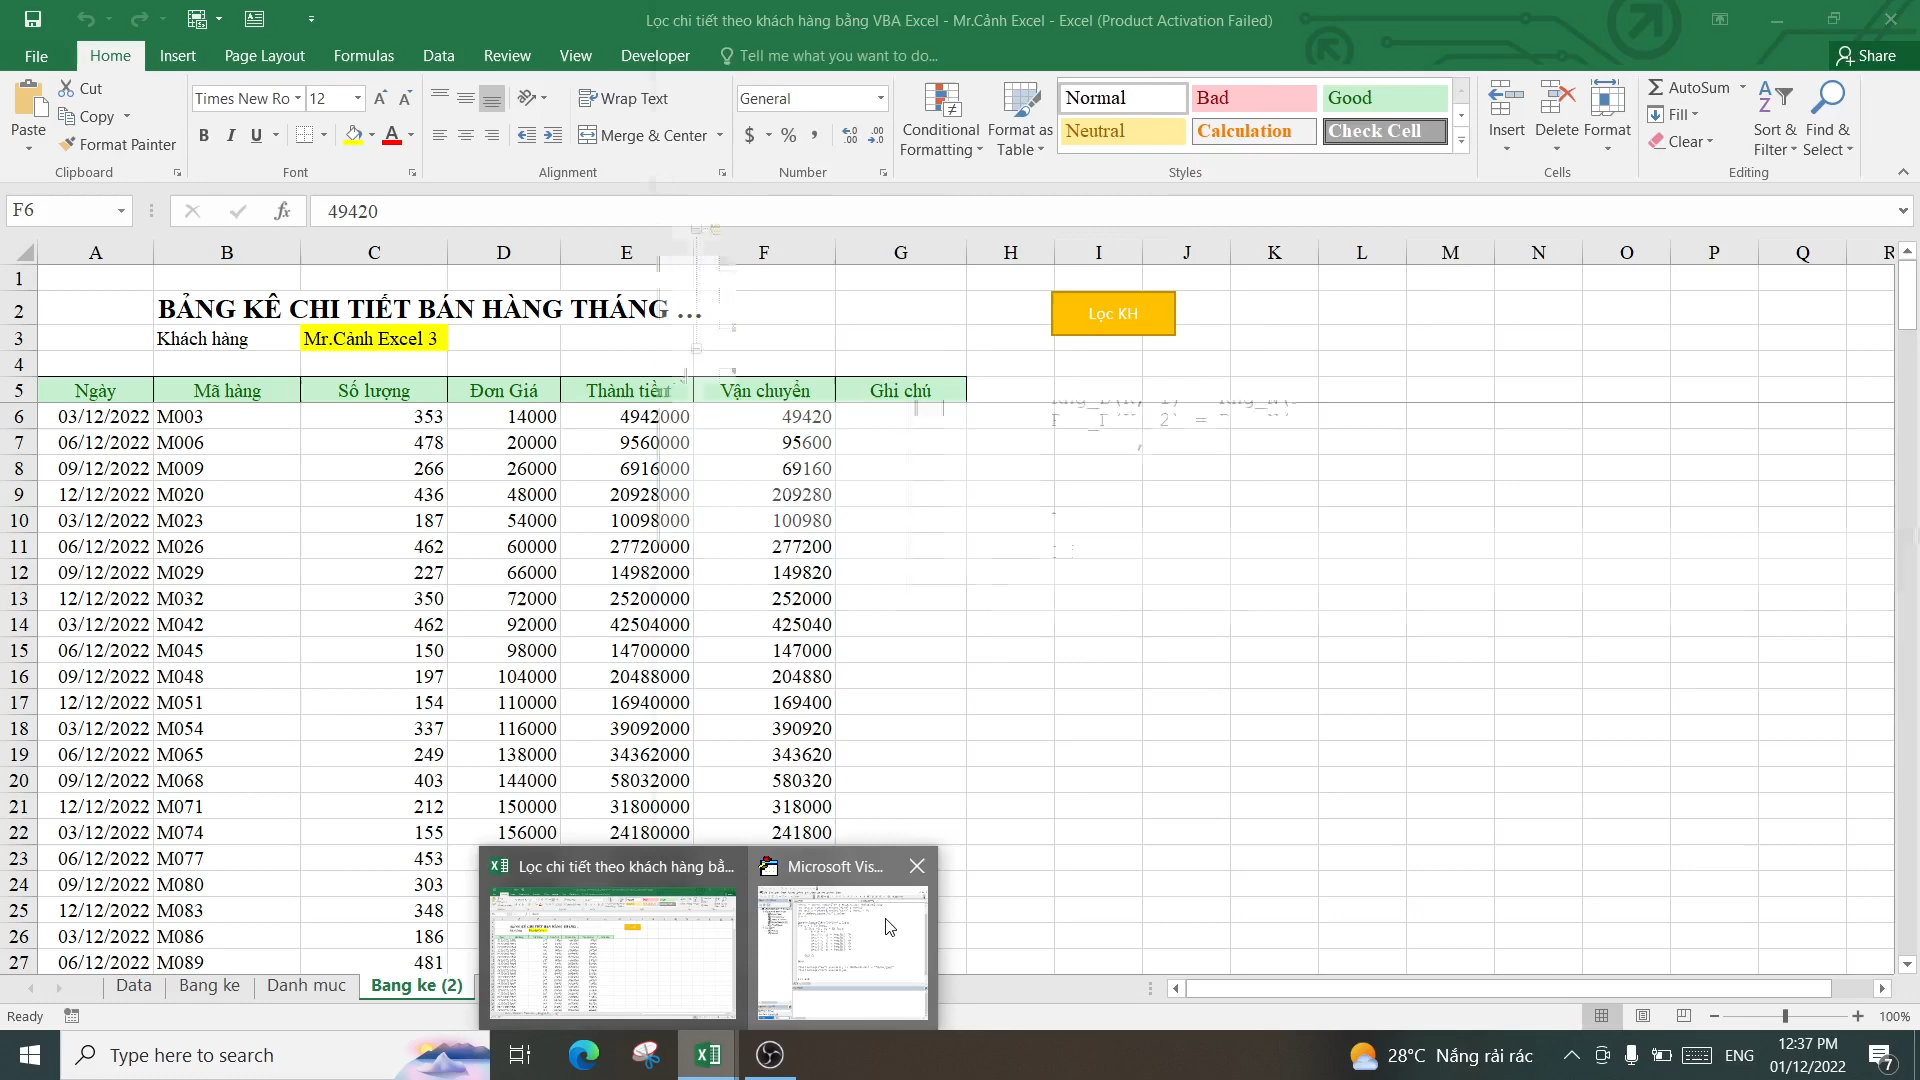 Lọc chi tiết theo khách hàng bằng VBA Excel - Mr.Cảnh Excel - Excel (Product Activation Failed)
File Home Insert Page Layout Formulas Data Review View Developer Tell me what you want to do... Share
Paste Cut Copy Format Painter Clipboard
Times New Ro 12 B I U Font
Wrap Text Merge & Center Alignment
General $ % , Number
Conditional Formatting Format as Table
Normal Bad Good
Neutral Calculation Check Cell
Styles
Insert Delete Format Cells
AutoSum Fill Clear Sort & Filter Find & Select Editing
F6 fx 49420
A B C D E F G H I J K L M N O P Q R
1
2 BẢNG KÊ CHI TIẾT BÁN HÀNG THÁNG ... Lọc KH
3 Khách hàng Mr.Cảnh Excel 3
4
5 Ngày Mã hàng Số lượng Đơn Giá Thành tiền Vận chuyển Ghi chú
6 03/12/2022 M003 353 14000 4942000 49420
7 06/12/2022 M006 478 20000 9560000 95600
8 09/12/2022 M009 266 26000 6916000 69160
9 12/12/2022 M020 436 48000 20928000 209280
10 03/12/2022 M023 187 54000 10098000 100980
11 06/12/2022 M026 462 60000 27720000 277200
12 09/12/2022 M029 227 66000 14982000 149820
13 12/12/2022 M032 350 72000 25200000 252000
14 03/12/2022 M042 462 92000 42504000 425040
15 06/12/2022 M045 150 98000 14700000 147000
16 09/12/2022 M048 197 104000 20488000 204880
17 12/12/2022 M051 154 110000 16940000 169400
18 03/12/2022 M054 337 116000 39092000 390920
19 06/12/2022 M065 249 138000 34362000 343620
20 09/12/2022 M068 403 144000 58032000 580320
21 12/12/2022 M071 212 150000 31800000 318000
22 03/12/2022 M074 155 156000 24180000 241800
23 06/12/2022 M077 453
24 09/12/2022 M080 303
25 12/12/2022 M083 348
26 03/12/2022 M086 186
27 06/12/2022 M089 481
Lọc chi tiết theo khách hàng bằ... Microsoft Vis...
Data Bang ke Danh muc Bang ke (2)
Ready 100%
Type here to search 28°C Nắng rải rác ENG 12:37 PM
01/12/2022 7